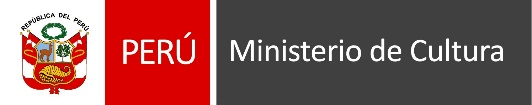 REPÚBLICA DEL PERÚ
PERÚ
Ministerio de Cultura